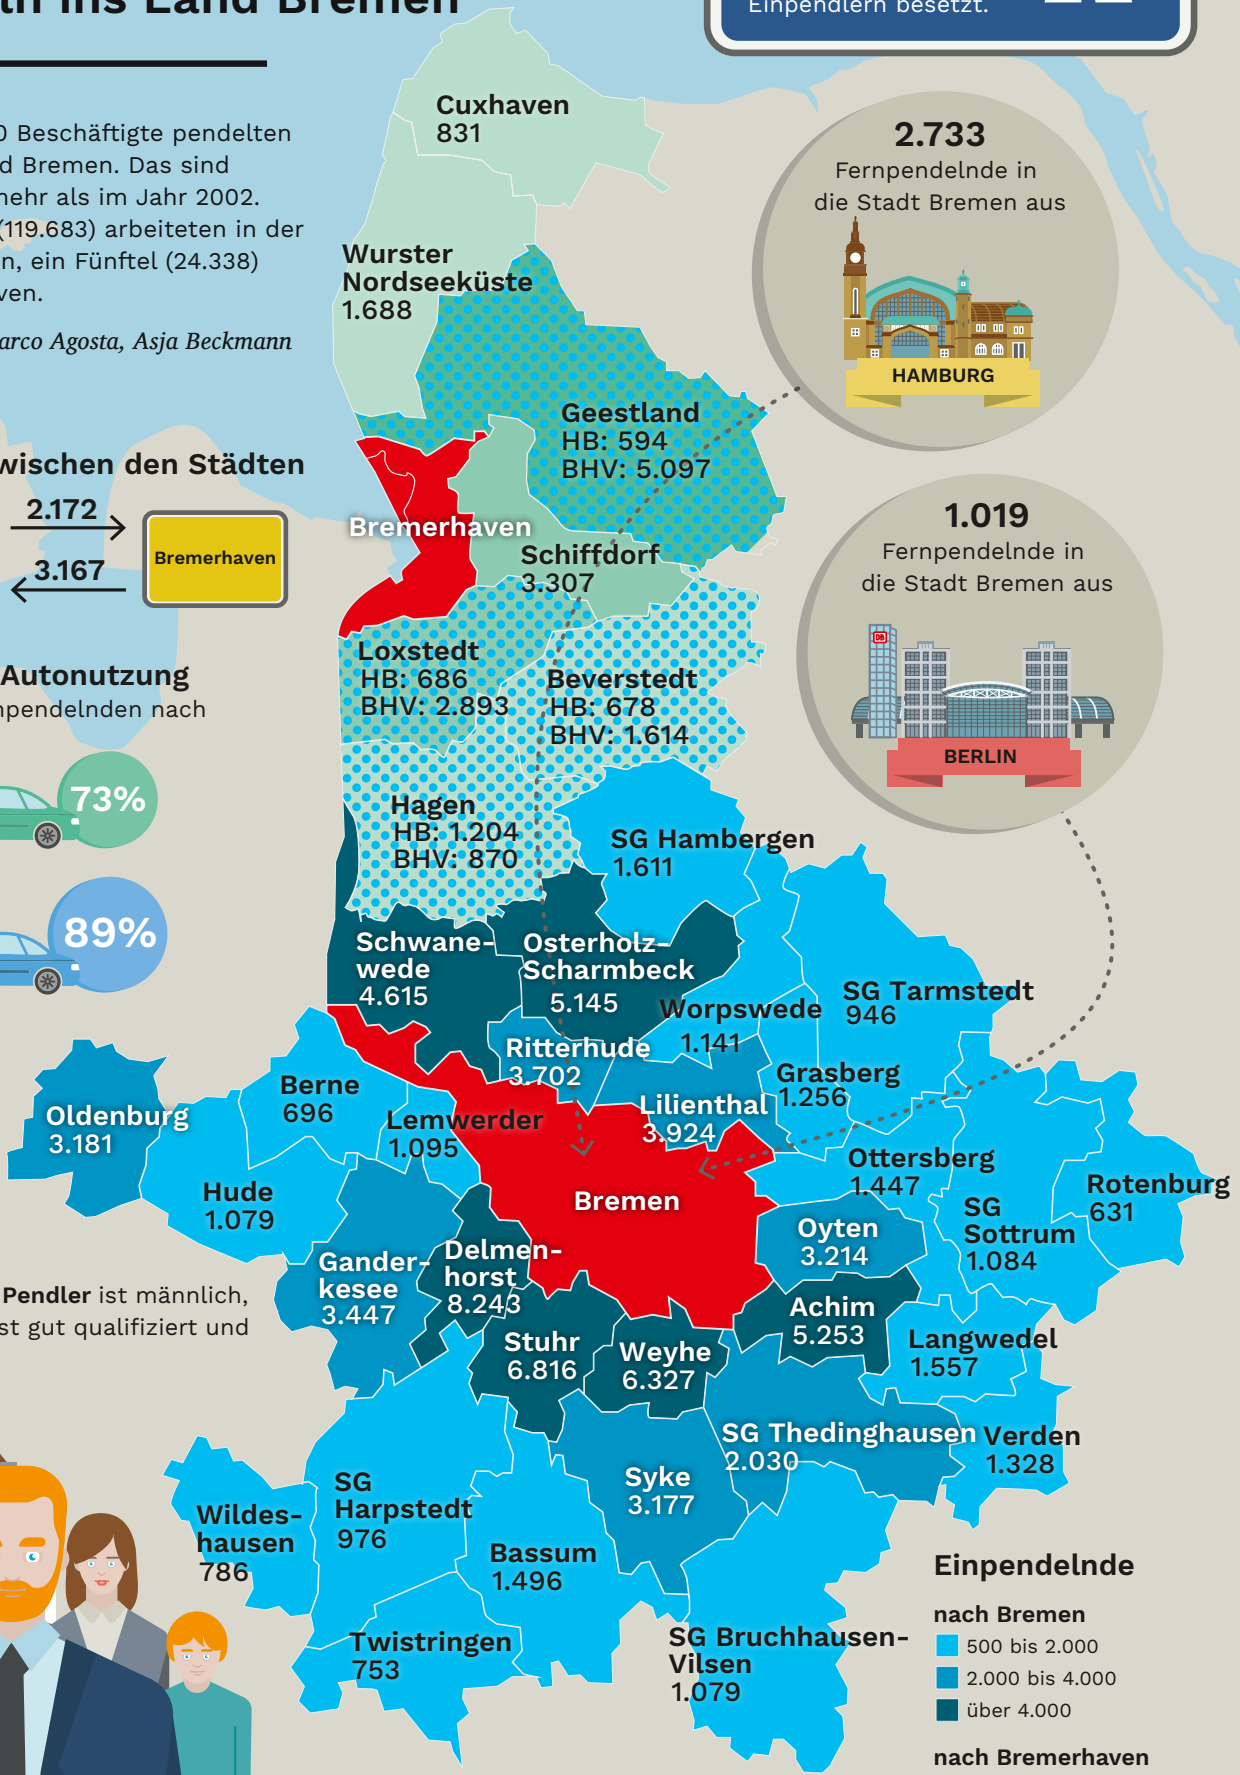 ins Land Bremen
Einpendlern besetzt.
Beschäftigte pendelten
Bremen. Das sind
als im Jahr 2002.
(119.683) arbeiteten in der
ein Fünftel (24.338)
Agosta, Asja Beckmann
den Städten
2.172
3.167
Bremerhaven
Autonutzung
nach
73%
89%
Pendler ist männlich,
gut qualifiziert und
2.733
Fernpendelnde in
die Stadt Bremen aus
HAMBURG
1.019
Fernpendelnde in
die Stadt Bremen aus
DB
BERLIN
Cuxhaven
831
Wurster
Nordseeküste
1.688
Geestland
HB: 594
BHV: 5.097
Bremerhaven
Schiffdorf
3.307
Loxstedt
HB: 686
BHV: 2.893
Beverstedt
HB: 678
BHV: 1.614
Hagen
HB: 1.204
BHV: 870
SG Hambergen
1.611
Schwane-
wede
4.615
Osterholz-
Scharmbeck
5.145
Worpswede
1.141
SG Tarmstedt
946
Ritterhude
3.702
Grasberg
1.256
Lilienthal
3.924
Berne
696
Lemwerder
1.095
Oldenburg
3.181
Hude
1.079
Bremen
Ottersberg
1.447
Rotenburg
631
SG
Sottrum
1.084
Oyten
3.214
Gander-
kesee
3.447
Delmen-
horst
8.243
Achim
5.253
Stuhr
6.816
Weyhe
6.327
Langwedel
1.557
SG Thedinghausen
2.030
Verden
1.328
Syke
3.177
SG
Harpstedt
976
Wildes-
hausen
786
Bassum
1.496
Twistringen
753
SG Bruchhausen-
Vilsen
1.079
Einpendelnde
nach Bremen
500 bis 2.000
2.000 bis 4.000
über 4.000
nach Bremerhaven